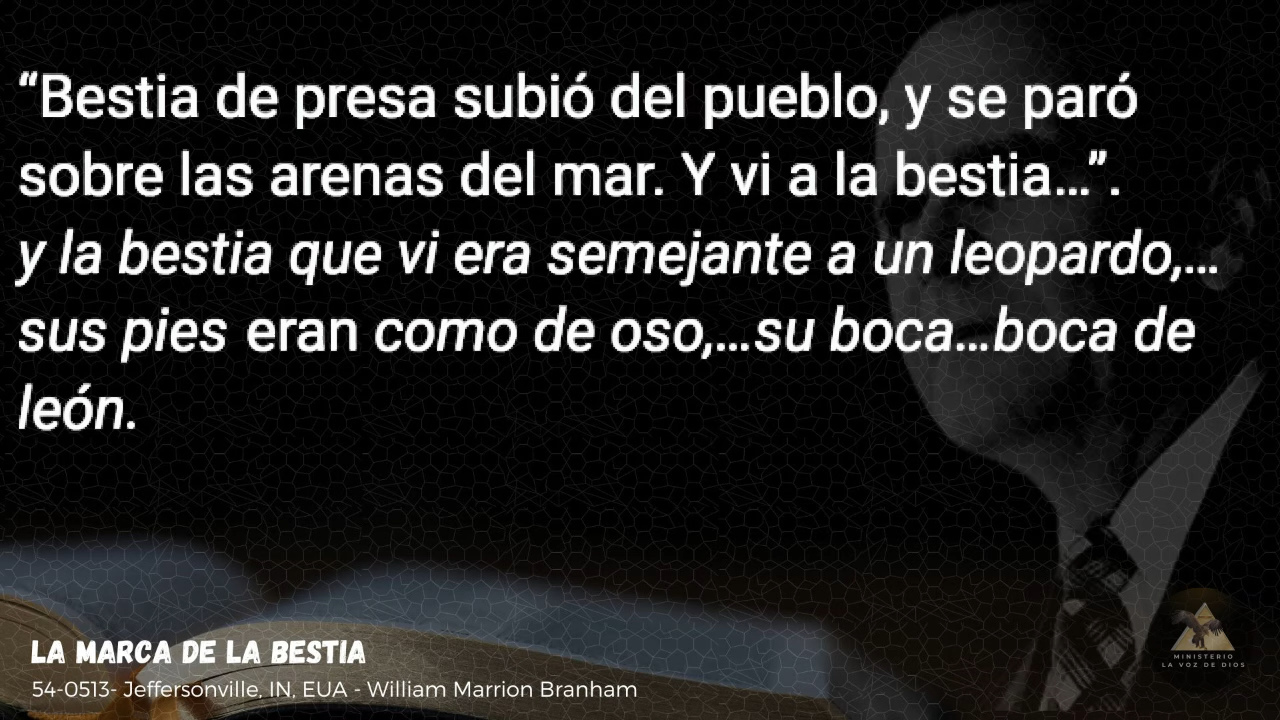 “Bestia de presa subió del pueblo, y se paró
sobre las arenas del mar. Y vi a la bestia...”.
y la bestia que vi era semejante a un leopardo,...
sus pies eran como de oso,...su boca...boca de
león.
LA MARCA DE LA BESTIA
54-0513- Jeffersonville, IN, EUA - William Marrion Branham
MINISTERIO
LA VOZ DE DIOS